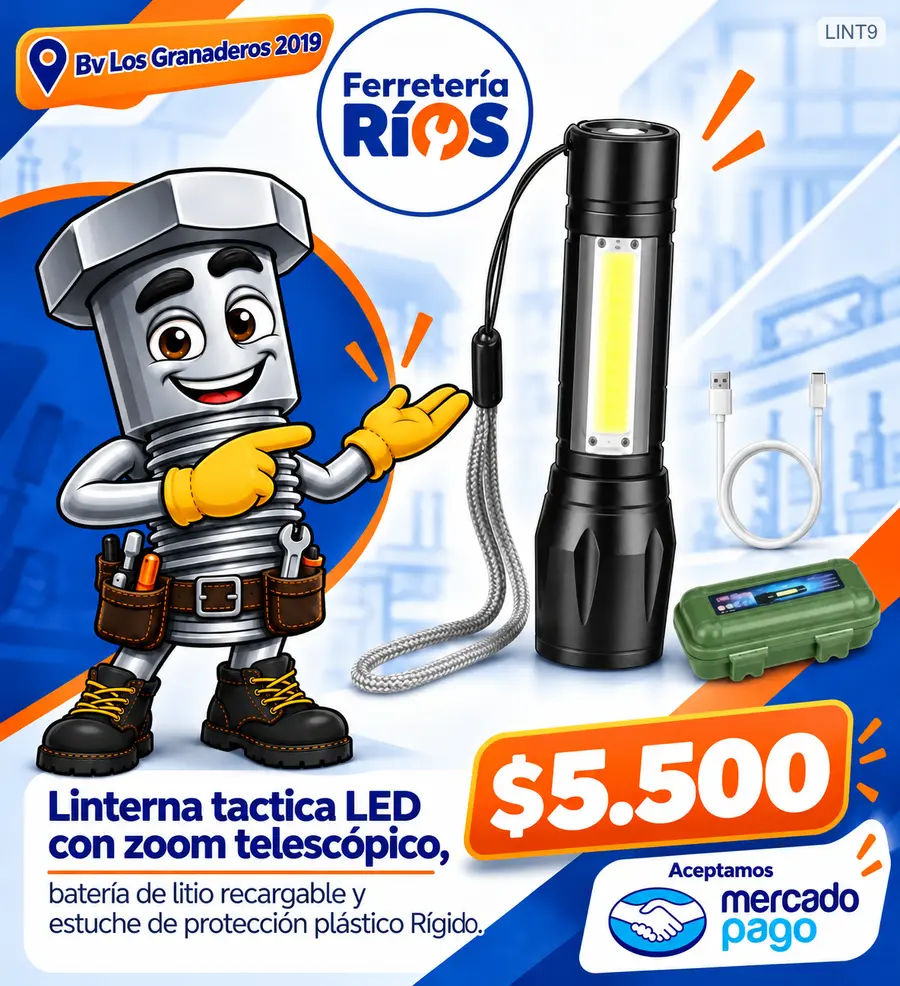 Bv Los Granaderos 2019
Ferretería
RÍOS
LINT9
$5.500
Linterna tactica LED
con zoom telescópico,
batería de litio recargable y
estuche de protección plástico Rígido.
Aceptamos
mercado
pago